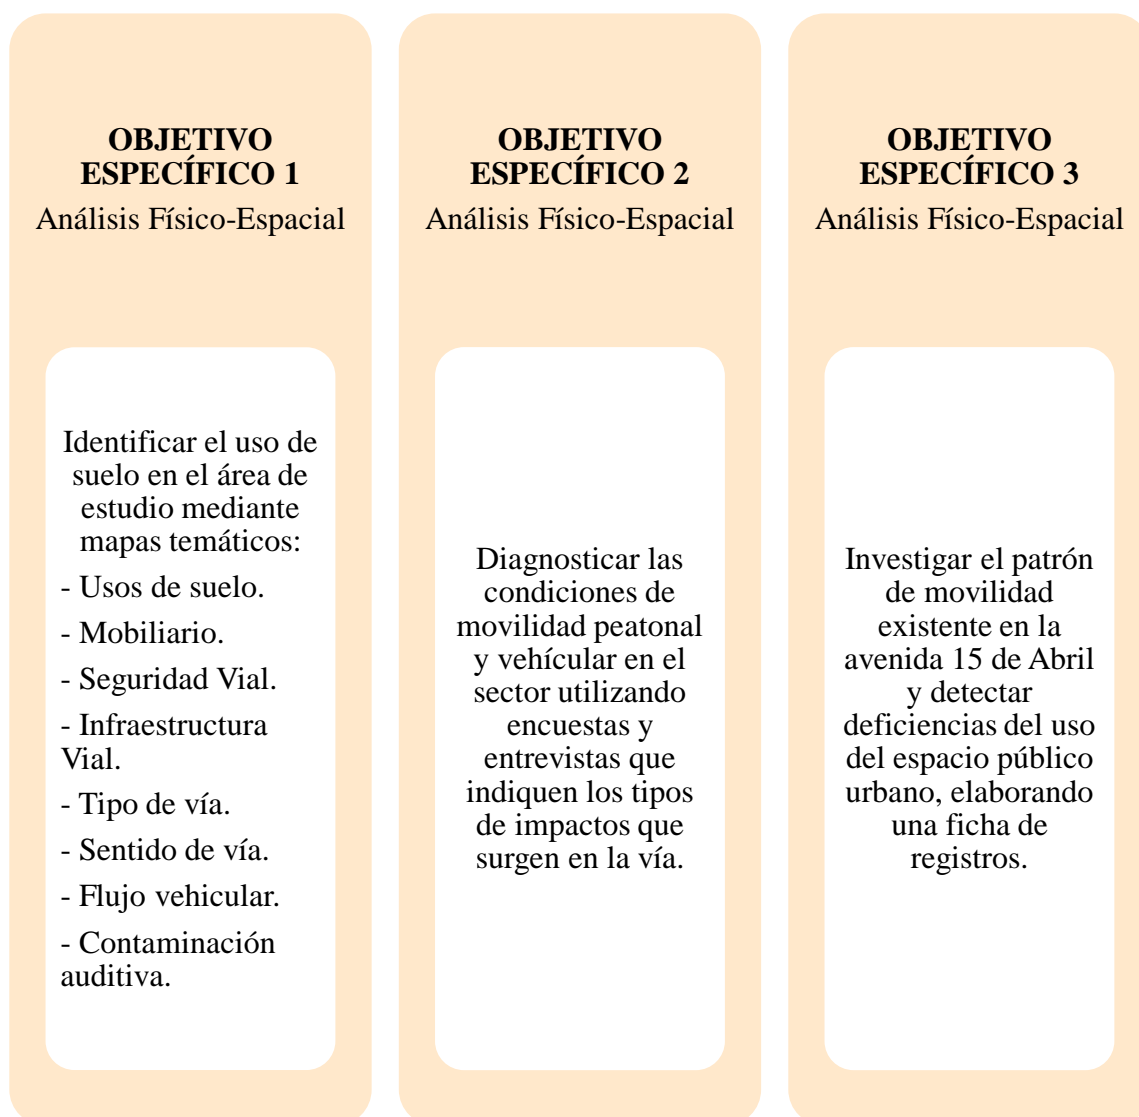 OBJETIVO
ESPECÍFICO 1
Análisis Físico-Espacial
Identificar el uso de
suelo en el área de
estudio mediante
mapas temáticos:
- Usos de suelo.
- Mobiliario.
- Seguridad Vial.
- Infraestructura
Vial.
- Tipo de vía.
- Sentido de vía.
- Flujo vehicular.
- Contaminación
auditiva.
OBJETIVO
ESPECÍFICO 2
Análisis Físico-Espacial
Diagnosticar las
condiciones de
movilidad peatonal
y vehícular en el
sector utilizando
encuestas y
entrevistas que
indiquen los tipos
de impactos que
surgen en la vía.
OBJETIVO
ESPECÍFICO 3
Análisis Físico-Espacial
Investigar el patrón
de movilidad
existente en la
avenida 15 de Abril
y detectar
deficiencias del uso
del espacio público
urbano, elaborando
una ficha de
registros.